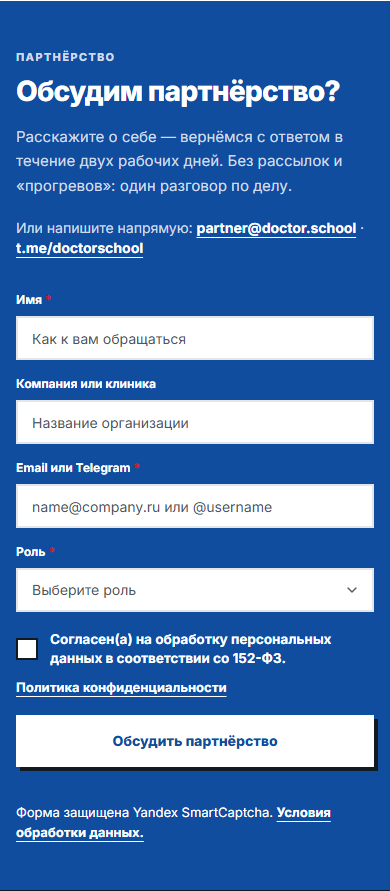 ПАРТНЁРСТВО
Обсудим партнёрство?
Расскажите о себе — вернёмся с ответом в
течение двух рабочих дней. Без рассылок и
«прогревов»: один разговор по делу.
Или напишите напрямую: partner@doctor.school ·
t.me/doctorschool
Имя *
Как к вам обращаться
Компания или клиника
Название организации
Email или Telegram *
name@company.ru или @username
Роль *
Выберите роль
Согласен(а) на обработку персональных
данных в соответствии со 152-ФЗ.
Политика конфиденциальности
Обсудить партнёрство
Форма защищена Yandex SmartCaptcha. Условия
обработки данных.